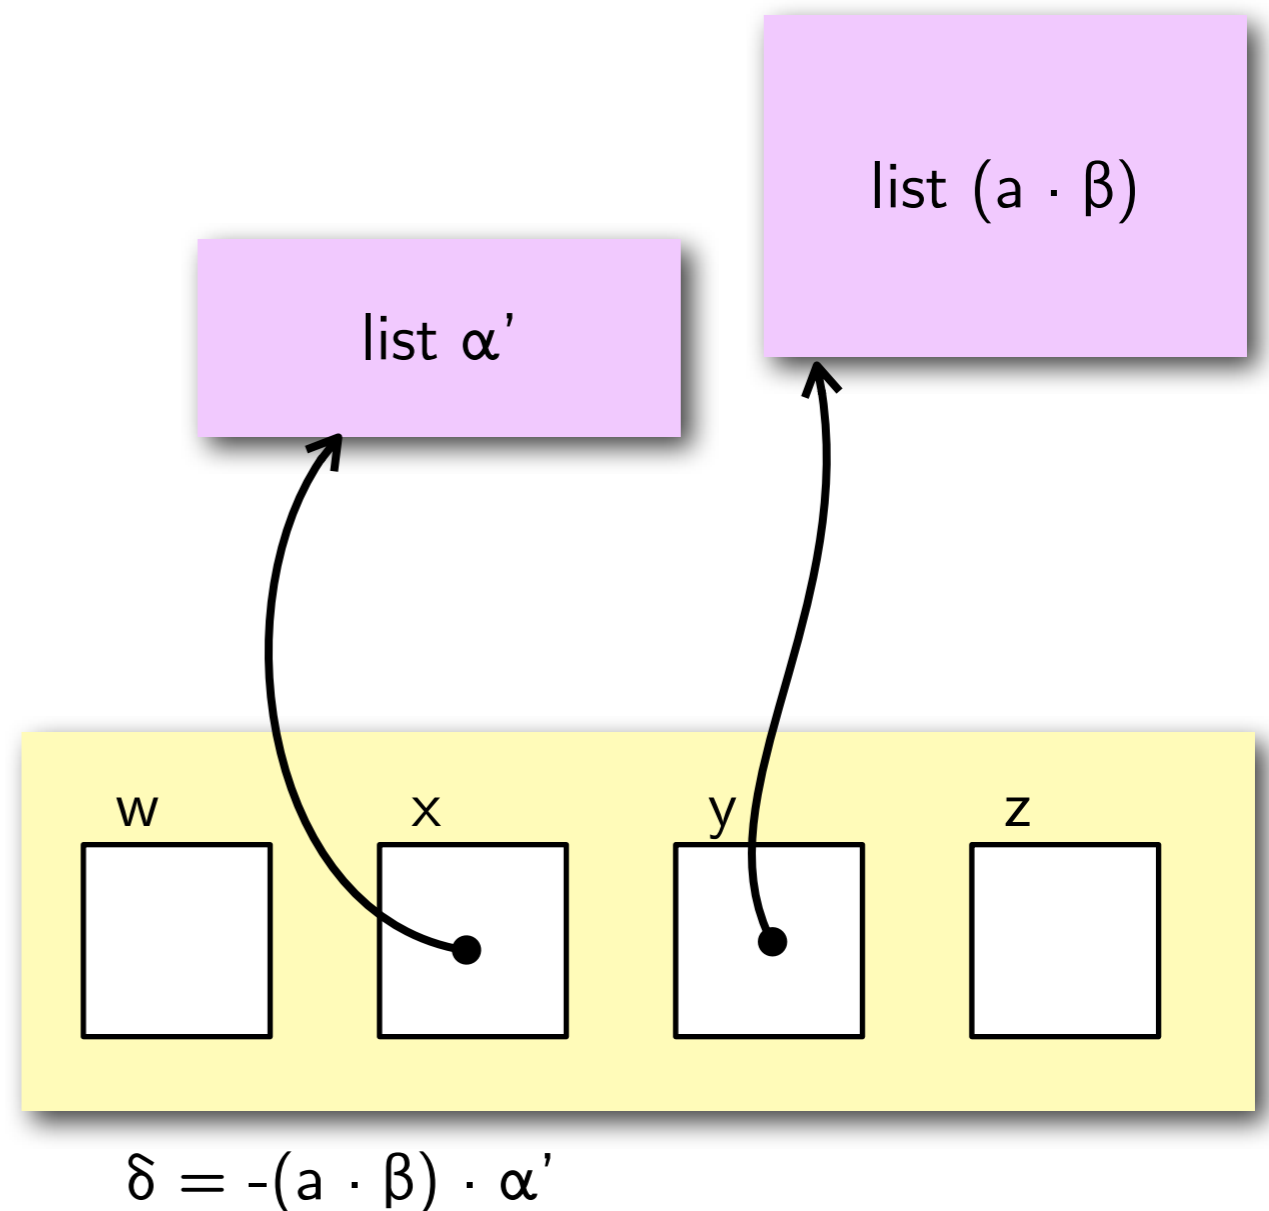 list (a · β)
list α’
w x y z
δ = -(a · β) · α’